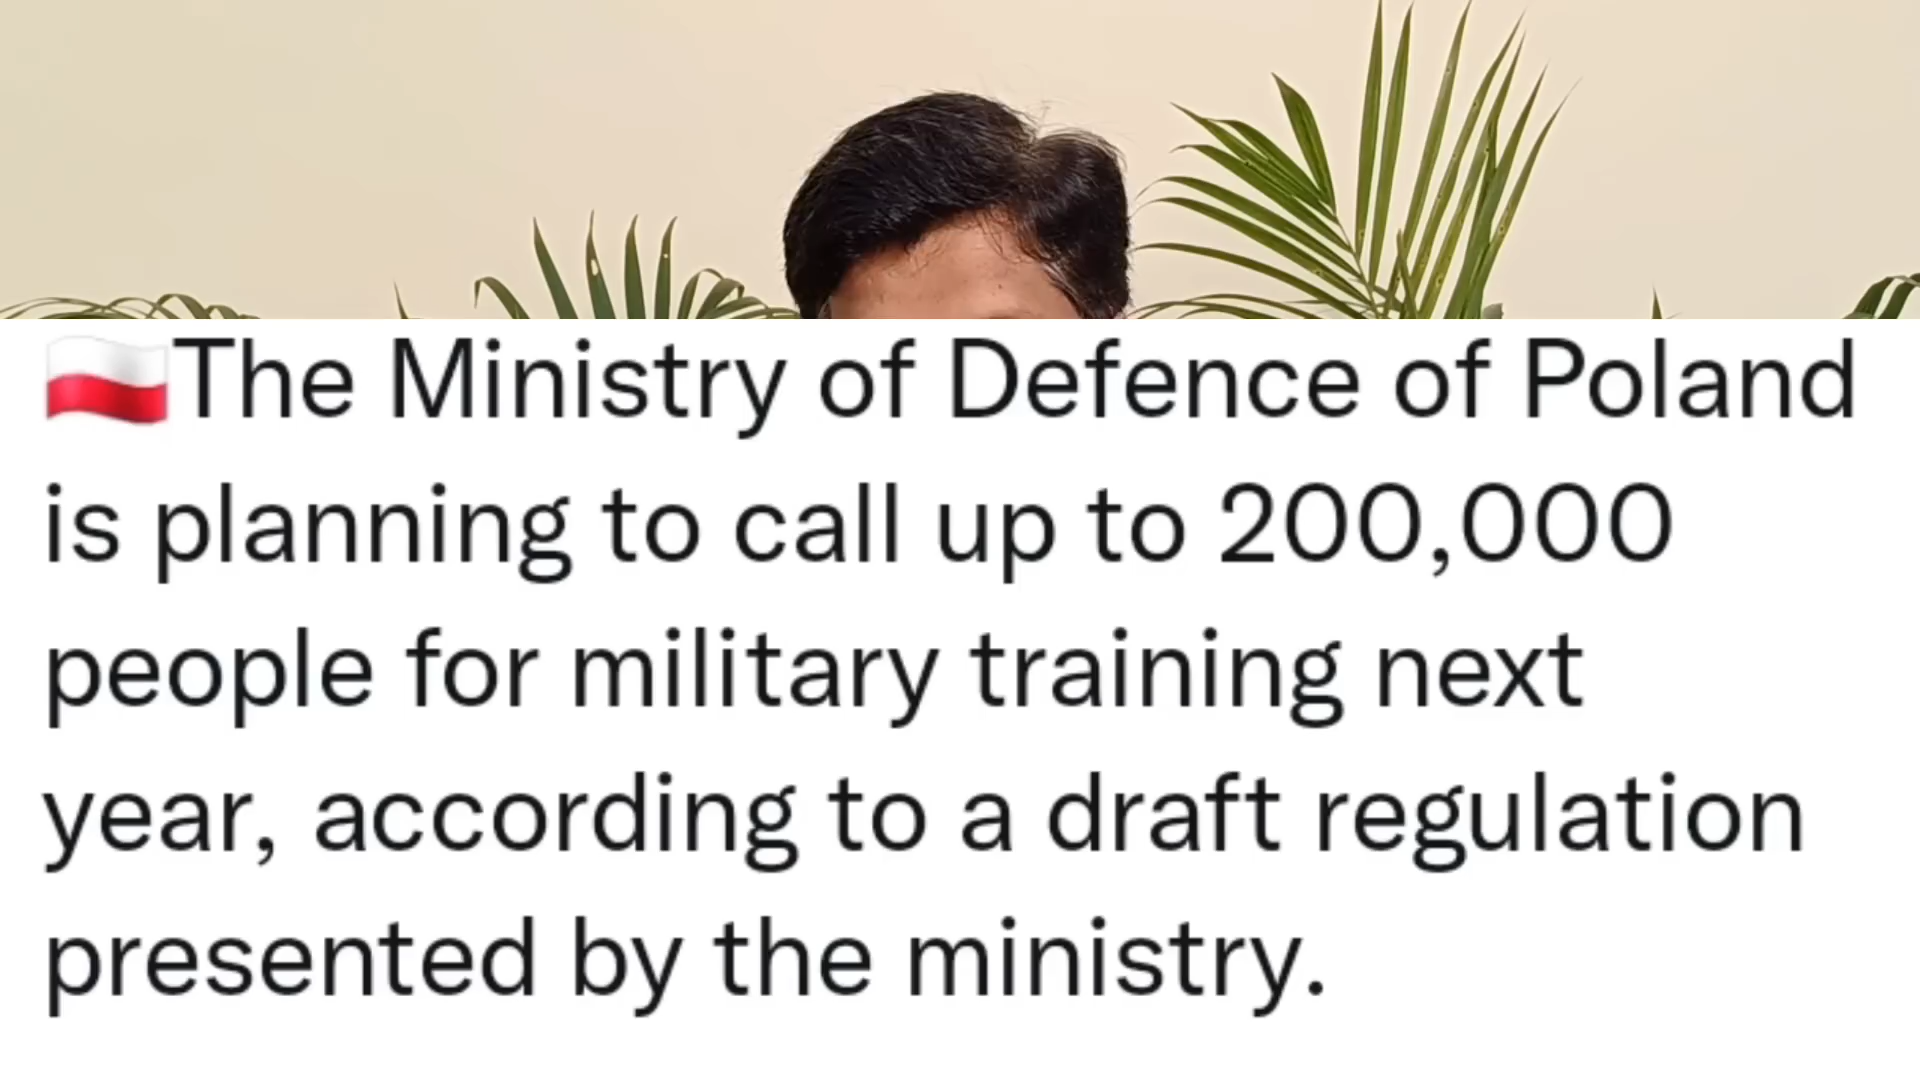 🇵🇱The Ministry of Defence of Poland
is planning to call up to 200,000
people for military training next
year, according to a draft regulation
presented by the ministry.